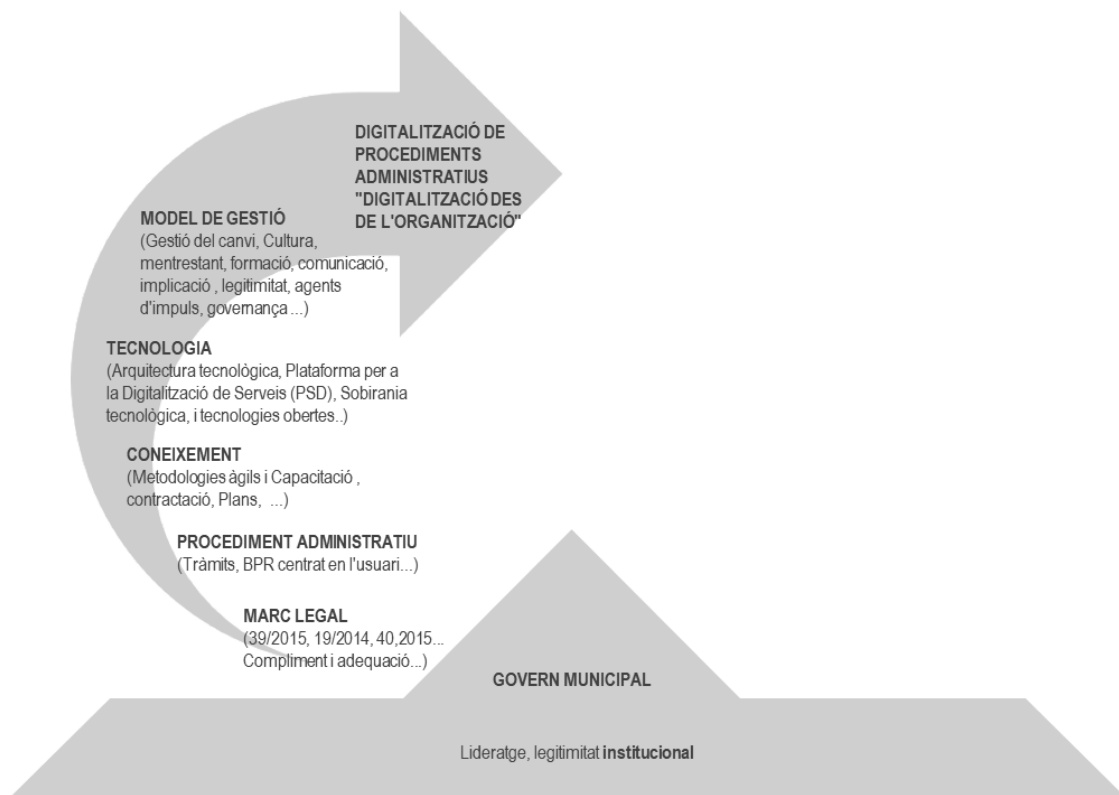 DIGITALITZACIÓ DE
PROCEDIMENTS
ADMINISTRATIUS
"DIGITALITZACIÓ DES
DE L'ORGANITZACIÓ"
MODEL DE GESTIÓ
(Gestió del canvi, Cultura,
mentrestant, formació, comunicació,
implicació , legitimitat, agents
d'impuls, governança ...)
TECNOLOGIA
(Arquitectura tecnològica, Plataforma per a
la Digitalització de Serveis (PSD), Sobirania
tecnològica, i tecnologies obertes..)
CONEIXEMENT
(Metodologies àgils i Capacitació ,
contractació, Plans, ...)
PROCEDIMENT ADMINISTRATIU
(Tràmits, BPR centrat en l'usuari...)
MARC LEGAL
(39/2015, 19/2014, 40,2015...
Compliment i adequació...)
GOVERN MUNICIPAL
Lideratge, legitimitat institucional